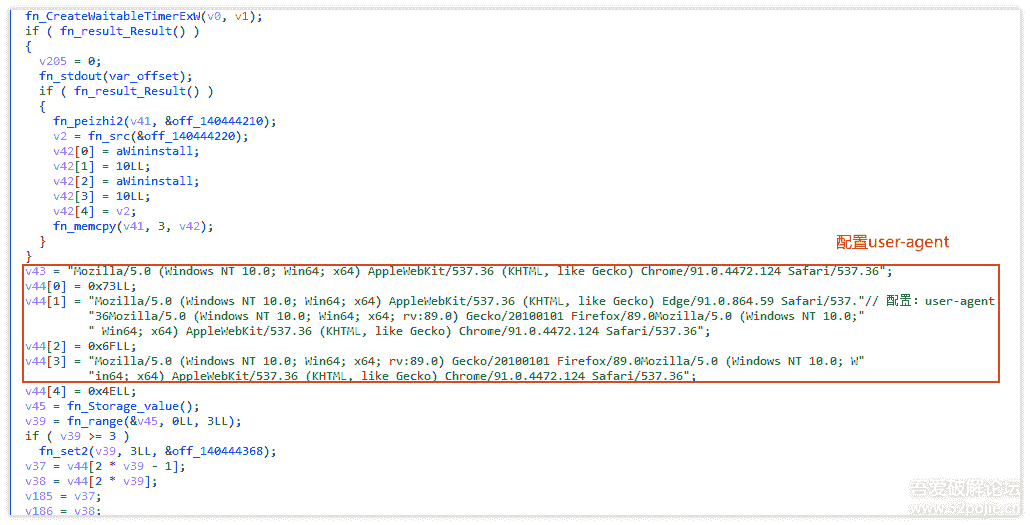 fn_CreateWaitableTimerExW(v0, v1);
if ( fn_result_Result() )
{
v205 = 0;
fn_stdout(var_offset);
if ( fn_result_Result() )
{
fn_peizhi2(v41, &off_140444210);
v2 = fn_src(&off_140444220);
v42[0] = aWininstall;
v42[1] = 10LL;
v42[2] = aWininstall;
v42[3] = 10LL;
v42[4] = v2;
fn_memcpy(v41, 3, v42);
}
配置user-agent
}
v43 = "Mozilla/5.0 (Windows NT 10.0; Win64; x64) AppleWebKit/537.36 (KHTML, like Gecko) Chrome/91.0.4472.124 Safari/537.36";
v44[0] = 0x73LL;
v44[1] = "Mozilla/5.0 (Windows NT 10.0; Win64; x64) AppleWebKit/537.36 (KHTML, like Gecko) Edge/91.0.864.59 Safari/537."// 配置：user-agent
"36Mozilla/5.0 (Windows NT 10.0; Win64; x64; rv:89.0) Gecko/20100101 Firefox/89.0Mozilla/5.0 (Windows NT 10.0;"
" Win64; x64) AppleWebKit/537.36 (KHTML, like Gecko) Chrome/91.0.4472.124 Safari/537.36";
v44[2] = 0x6FLL;
v44[3] = "Mozilla/5.0 (Windows NT 10.0; Win64; x64; rv:89.0) Gecko/20100101 Firefox/89.0Mozilla/5.0 (Windows NT 10.0; W"
"in64; x64) AppleWebKit/537.36 (KHTML, like Gecko) Chrome/91.0.4472.124 Safari/537.36";
v44[4] = 0x4ELL;
v45 = fn_Storage_value();
v39 = fn_range(&v45, 0LL, 3LL);
if ( v39 >= 3 )
fn_set2(v39, 3LL, &off_140444368);
v37 = v44[2 * v39 - 1];
v38 = v44[2 * v39];
v185 = v37;
v186 = v38;
吾爱破解论坛
www.52pojie.cn